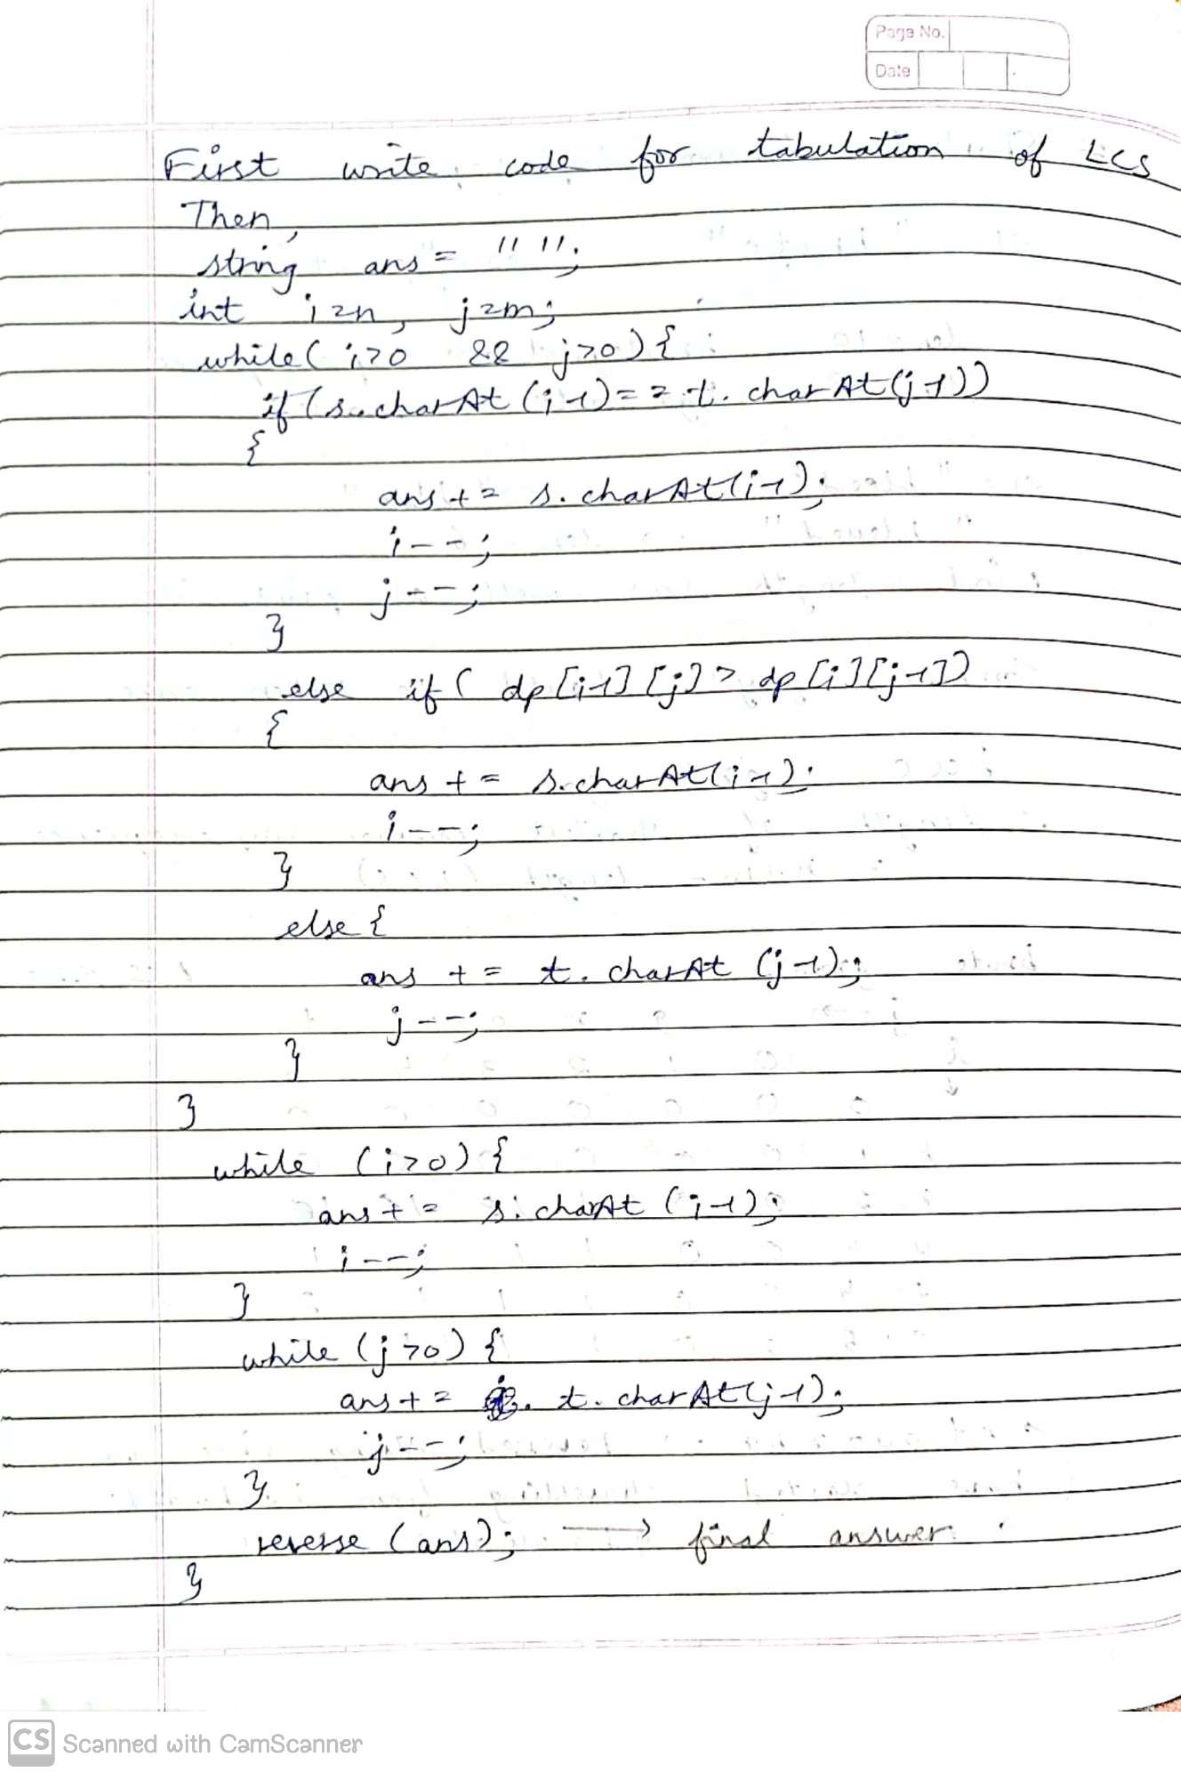 Page No.
Date
First write code for tabulation of LCS
Then,
string ans = " ";
int i=n, j=m;
while( i>0 && j>0) {
if (s.charAt (i-1)== t. charAt(j-1))
{
ans += s. charAt(i-1);
i--;
j--;
}
else if ( dp [i-1] [j] > dp [i][j-1])
{
ans += s.charAt(i-1);
i--;
}
else {
ans += t. charAt (j-1);
j--;
}
}
while (i>0) {
ans += s. charAt (i-1);
i--;
}
while (j>0) {
ans += t. charAt(j-1);
j--;
}
reverse (ans); → final answer.
}
CS Scanned with CamScanner